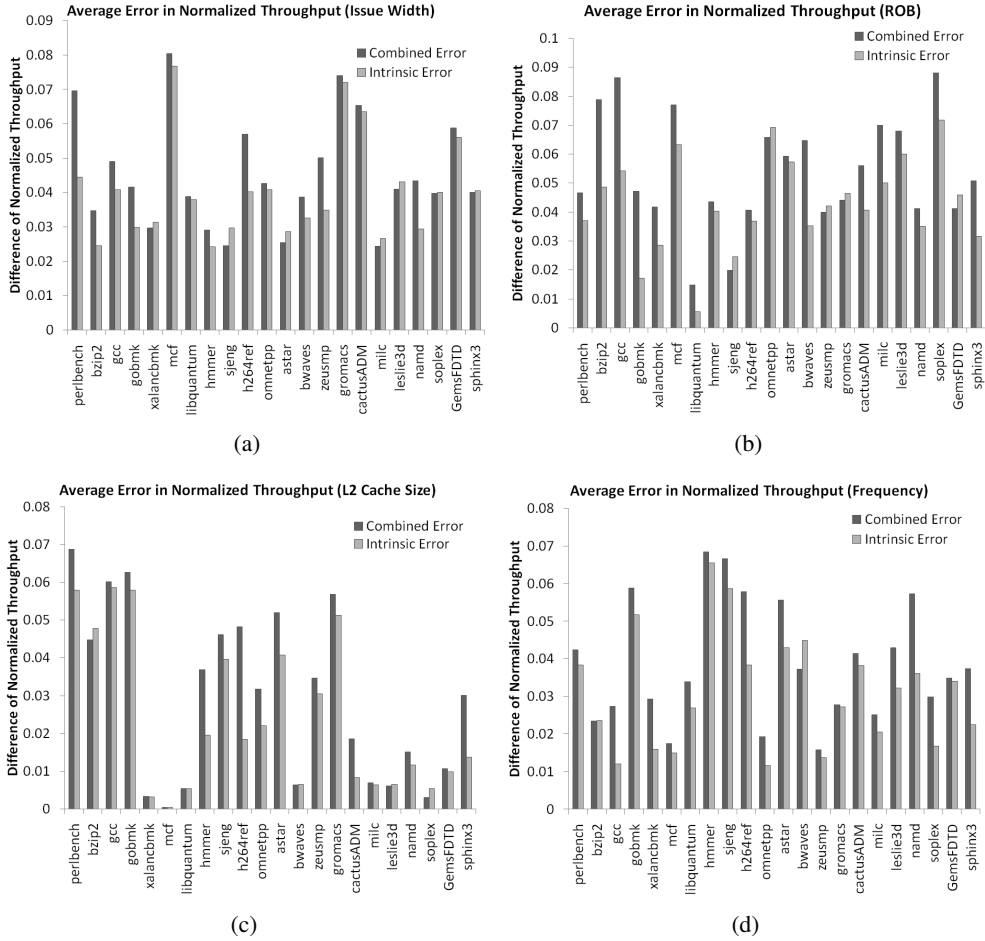 Average Error in Normalized Throughput (Issue Width)
Difference of Normalized Throughput
0.09
0.08
0.07
0.06
0.05
0.04
0.03
0.02
0.01
0
Combined Error
Intrinsic Error
perlbench
bzip2
gcc
gobmk
xalancbmk
mcf
libquantum
hmmer
sjeng
h264ref
omnetpp
astar
bwaves
zeusmp
gromacs
cactusADM
milc
leslie3d
namd
soplex
GemsFDTD
sphinx3
(a)
Average Error in Normalized Throughput (ROB)
Difference of Normalized Throughput
0.1
0.09
0.08
0.07
0.06
0.05
0.04
0.03
0.02
0.01
0
Combined Error
Intrinsic Error
perlbench
bzip2
gcc
gobmk
xalancbmk
mcf
libquantum
hmmer
sjeng
h264ref
omnetpp
astar
bwaves
zeusmp
gromacs
cactusADM
milc
leslie3d
namd
soplex
GemsFDTD
sphinx3
(b)
Average Error in Normalized Throughput (L2 Cache Size)
Difference of Normalized Throughput
0.08
0.07
0.06
0.05
0.04
0.03
0.02
0.01
0
Combined Error
Intrinsic Error
perlbench
bzip2
gcc
gobmk
xalancbmk
mcf
libquantum
hmmer
sjeng
h264ref
omnetpp
astar
bwaves
zeusmp
gromacs
cactusADM
milc
leslie3d
namd
soplex
GemsFDTD
sphinx3
(c)
Average Error in Normalized Throughput (Frequency)
Difference of Normalized Throughput
0.08
0.07
0.06
0.05
0.04
0.03
0.02
0.01
0
Combined Error
Intrinsic Error
perlbench
bzip2
gcc
gobmk
xalancbmk
mcf
libquantum
hmmer
sjeng
h264ref
omnetpp
astar
bwaves
zeusmp
gromacs
cactusADM
milc
leslie3d
namd
soplex
GemsFDTD
sphinx3
(d)